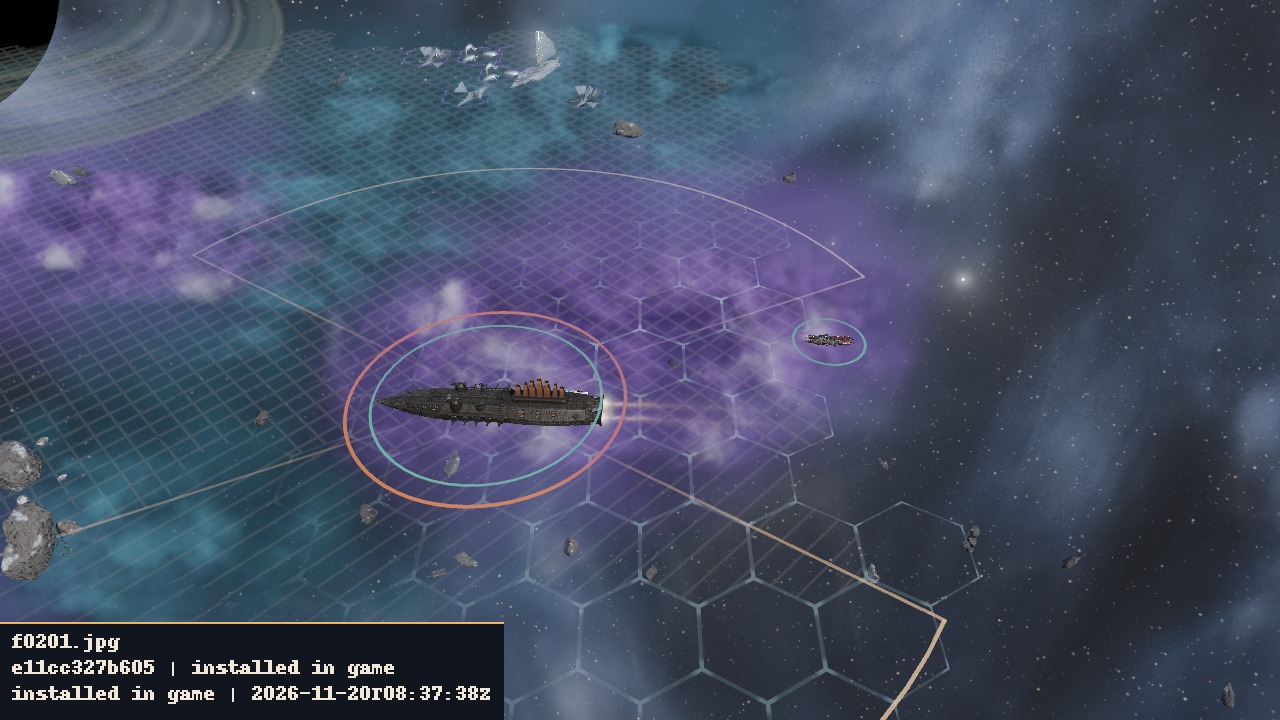 f0201.jpg
e11cc327b605 | installed in game
installed in game | 2026-11-20T08:37:38Z